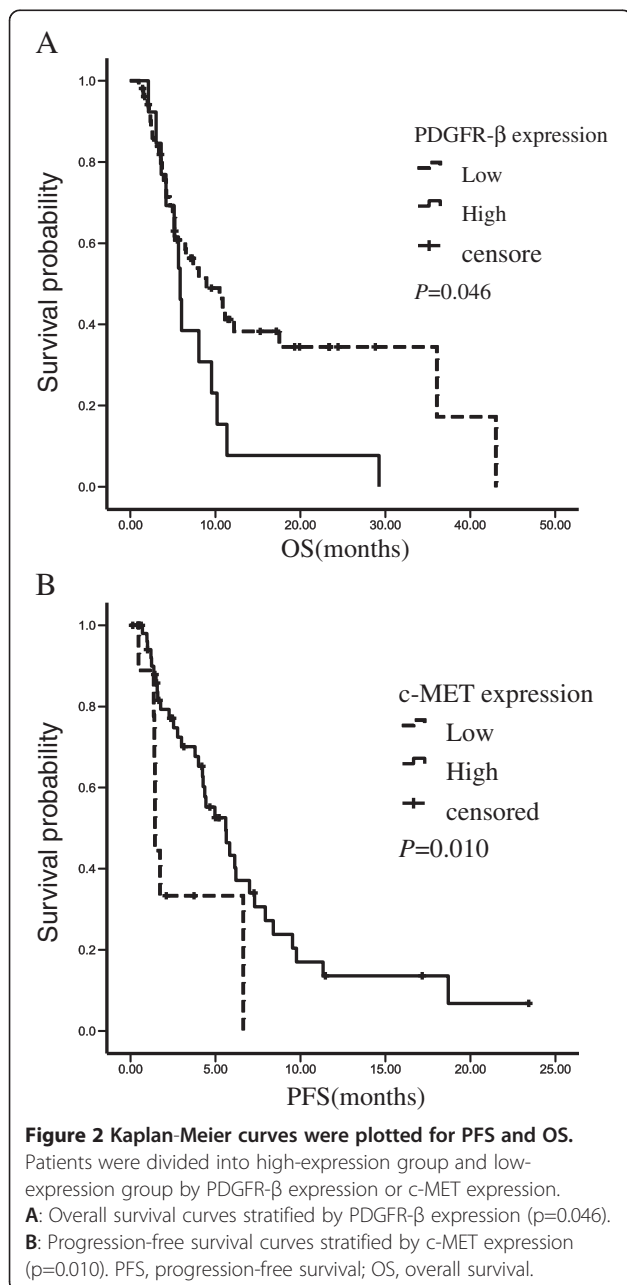 A
1.0
0.8
0.6
0.4
0.2
0.0
Survival probability
PDGFR-β expression
Low
High
censore
P=0.046
0.00 10.00 20.00 30.00 40.00 50.00
OS(months)
B
1.0
0.8
0.6
0.4
0.2
0.0
Survival probability
c-MET expression
Low
High
censored
P=0.010
0.00 5.00 10.00 15.00 20.00 25.00
PFS(months)
Figure 2 Kaplan-Meier curves were plotted for PFS and OS.
Patients were divided into high-expression group and low-
expression group by PDGFR-β expression or c-MET expression.
A: Overall survival curves stratified by PDGFR-β expression (p=0.046).
B: Progression-free survival curves stratified by c-MET expression
(p=0.010). PFS, progression-free survival; OS, overall survival.